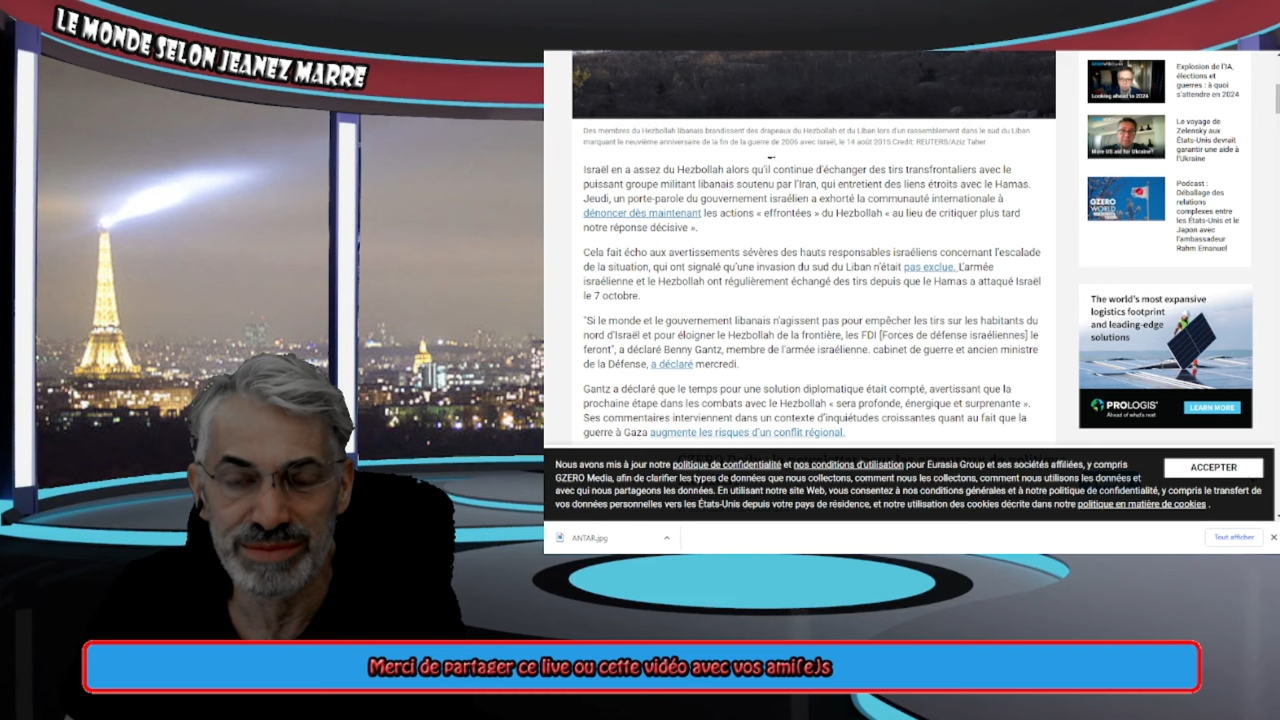 LE MONDE SELON JEANEZ MARRE
Des membres du Hezbollah libanais brandissent des drapeaux du Hezbollah et du Liban lors d'un rassemblement dans le sud du Liban
marquant le neuvième anniversaire de la fin de la guerre de 2006 avec Israël, le 14 août 2015.Credit: REUTERS/Aziz Taher
Israël en a assez du Hezbollah alors qu'il continue d'échanger des tirs transfrontaliers avec le
puissant groupe militant libanais soutenu par l'Iran, qui entretient des liens étroits avec le Hamas.
Jeudi, un porte-parole du gouvernement israélien a exhorté la communauté internationale à
dénoncer dès maintenant les actions « effrontées » du Hezbollah « au lieu de critiquer plus tard
notre réponse décisive ».
Cela fait écho aux avertissements sévères des hauts responsables israéliens concernant l'escalade
de la situation, qui ont signalé qu'une invasion du sud du Liban n'était pas exclue. L'armée
israélienne et le Hezbollah ont régulièrement échangé des tirs depuis que le Hamas a attaqué Israël
le 7 octobre.
"Si le monde et le gouvernement libanais n'agissent pas pour empêcher les tirs sur les habitants du
nord d'Israël et pour éloigner le Hezbollah de la frontière, les FDI [Forces de défense israéliennes] le
feront", a déclaré Benny Gantz, membre de l'armée israélienne. cabinet de guerre et ancien ministre
de la Défense, a déclaré mercredi.
Gantz a déclaré que le temps pour une solution diplomatique était compté, avertissant que la
prochaine étape dans les combats avec le Hezbollah « sera profonde, énergique et surprenante ».
Ses commentaires interviennent dans un contexte d'inquiétudes croissantes quant au fait que la
guerre à Gaza augmente les risques d'un conflit régional.
Looking ahead to 2024
Explosion de l'IA,
élections et
guerres : à quoi
s'attendre en 2024
More US aid for Ukraine?
Le voyage de
Zelensky aux
États-Unis devrait
garantir une aide à
l'Ukraine
GZERO
WORLD
Podcast :
Déballage des
relations
complexes entre
les États-Unis et le
Japon avec
l'ambassadeur
Rahm Emanuel
The world's most expansive
logistics footprint
and leading-edge
solutions
PROLOGIS
Ahead of what's next
LEARN MORE
Nous avons mis à jour notre politique de confidentialité et nos conditions d'utilisation pour Eurasia Group et ses sociétés affiliées, y compris
GZERO Media, afin de clarifier les types de données que nous collectons, comment nous les collectons, comment nous utilisons les données et
avec qui nous partageons les données. En utilisant notre site Web, vous consentez à nos conditions générales et à notre politique de confidentialité, y compris le transfert de
vos données personnelles vers les États-Unis depuis votre pays de résidence, et notre utilisation des cookies décrite dans notre politique en matière de cookies .
ACCEPTER
ANTAR.jpg
Tout afficher
Merci de partager ce live ou cette vidéo avec vos ami(e)s